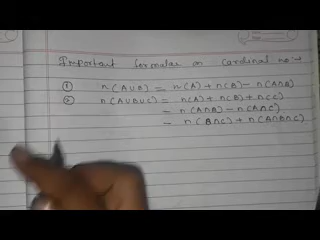 Important formulas on Cardinal no:→
① n(A∪B) = n(A) + n(B) - n(A∩B)
② n(A∪B∪C) = n(A) + n(B) + n(C)
= n(A∩B) - n(A∩C)
= n(B∩C) + n(A∩B∩C)